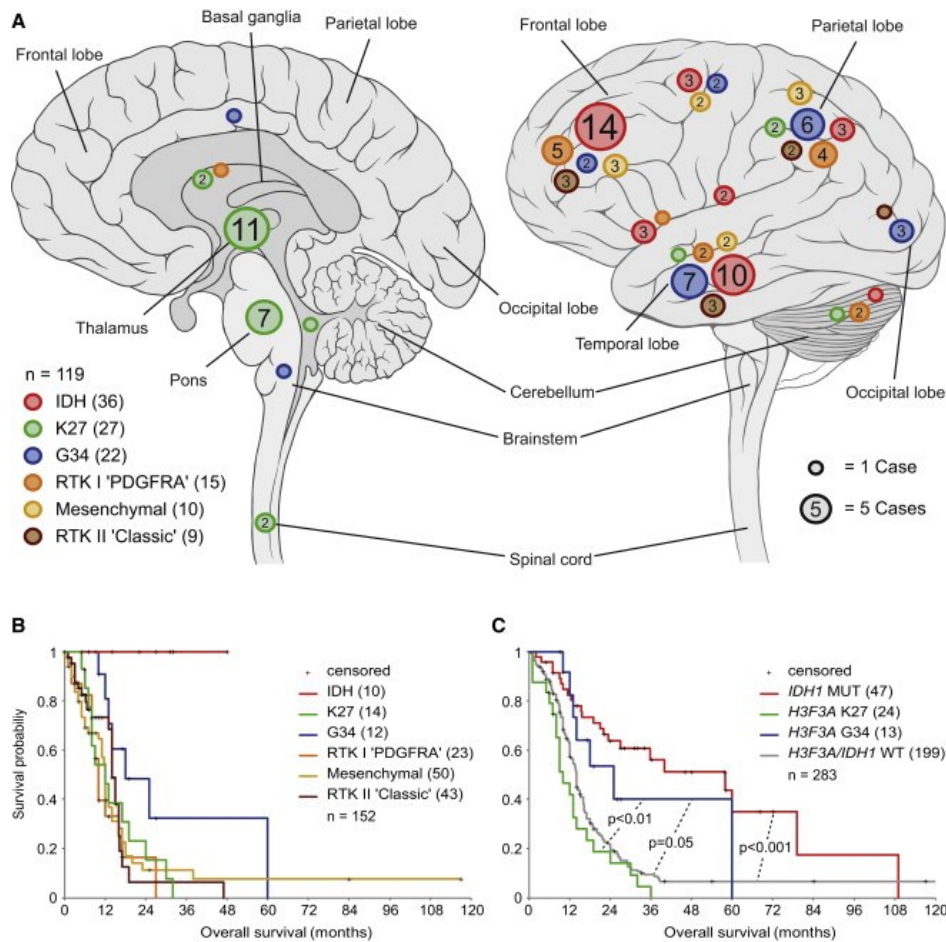 A
Basal ganglia
Parietal lobe
Frontal lobe
2
11
7
2
Thalamus
Pons
Occipital lobe
Cerebellum
Brainstem
Spinal cord
n = 119
IDH (36)
K27 (27)
G34 (22)
RTK I 'PDGFRA' (15)
Mesenchymal (10)
RTK II 'Classic' (9)
Frontal lobe
Parietal lobe
3 2
2
3
14
6
2 3
5
2 3
2 4
3
2
3
3
2 2
7 10
3
3
2
Temporal lobe
Occipital lobe
= 1 Case
5 = 5 Cases
B
Survival probability
1
0.8
0.6
0.4
0.2
0
0 12 24 36 48 60 72 84 96 108 120
Overall survival (months)
censored
IDH (10)
K27 (14)
G34 (12)
RTK I 'PDGFRA' (23)
Mesenchymal (50)
RTK II 'Classic' (43)
n = 152
C
1
0.8
0.6
0.4
0.2
0
0 12 24 36 48 60 72 84 96 108 120
Overall survival (months)
censored
IDH1 MUT (47)
H3F3A K27 (24)
H3F3A G34 (13)
H3F3A/IDH1 WT (199)
n = 283
p<0.01
p=0.05
p<0.001